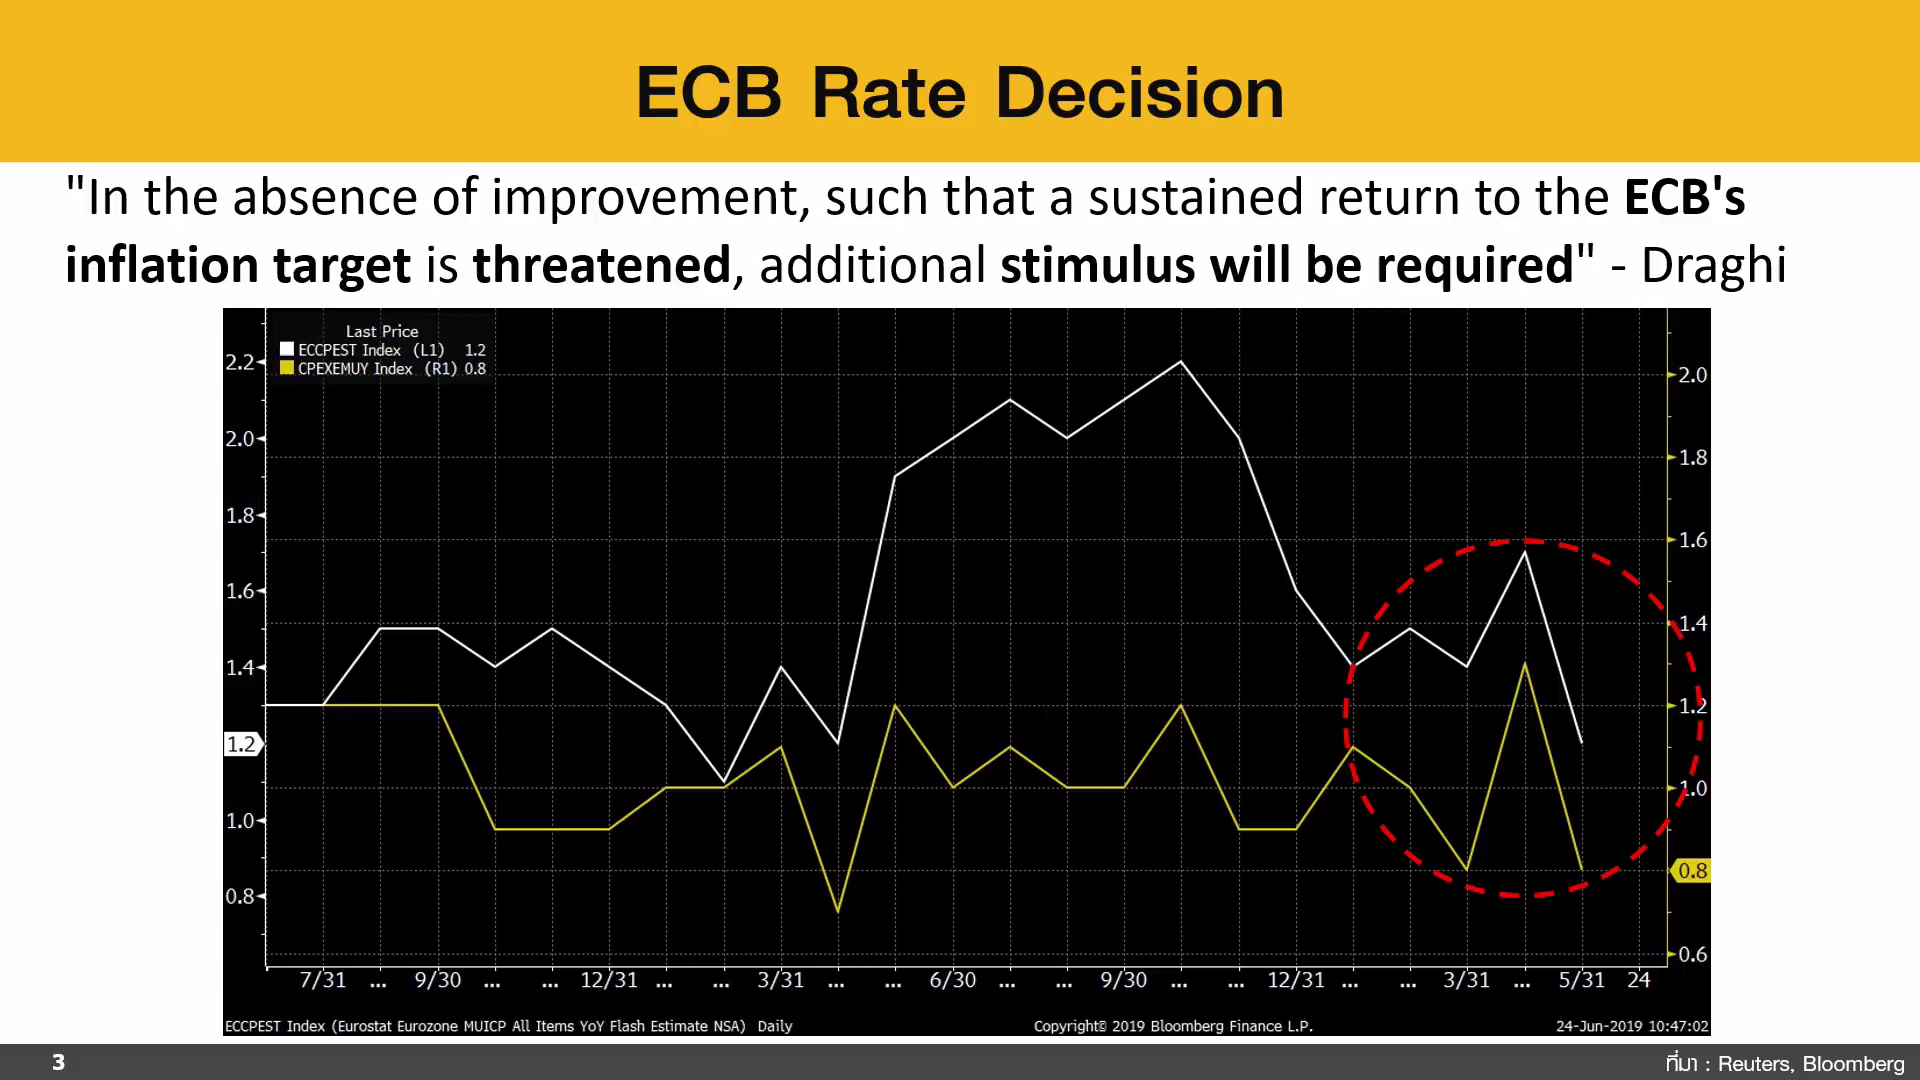 ECB Rate Decision
"In the absence of improvement, such that a sustained return to the ECB's
inflation target is threatened, additional stimulus will be required" - Draghi
Last Price
ECCPEST Index (L1) 1.2
CPEXEMUY Index (R1) 0.8
2.2
2.0
1.8
1.6
1.4
1.2
1.0
0.8
2.0
1.8
1.6
1.4
1.2
1.0
0.8
0.6
7/31 ... 9/30 ... ... 12/31 ... ... 3/31 ... ... 6/30 ... ... 9/30 ... ... 12/31 ... ... 3/31 ... 5/31 24
ECCPEST Index (Eurostat Eurozone MUICP All Items YoY Flash Estimate NSA) Daily
Copyright© 2019 Bloomberg Finance L.P.
24-Jun-2019 10:47:02
3
ที่มา : Reuters, Bloomberg